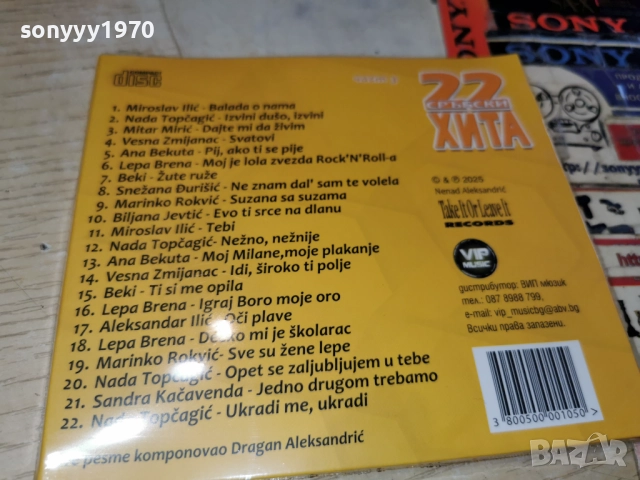 sonyyy1970
disc
22
СРЪБСКИ
ХИТА
1. Miroslav Ilić - Balada o nama
2. Nada Topčagić - Izvini dušo, izvini
3. Mitar Mirić - Dajte mi da živim
4. Vesna Zmijanac - Svatovi
5. Ana Bekuta - Pij, ako ti se pije
6. Lepa Brena - Moj je lola zvezda Rock'N'Roll-a
7. Beki - Žute ruže
8. Snežana Đurišić - Ne znam dal' sam te volela
9. Marinko Rokvić - Suzana sa suzama
10. Biljana Jevtić - Evo ti srce na dlanu
11. Miroslav Ilić - Tebi
12. Nada Topčagić- Nežno, nežnije
13. Ana Bekuta - Moj Milane,moje plakanje
14. Vesna Zmijanac - Idi, široko ti polje
15. Beki - Ti si me opila
16. Lepa Brena - Igraj Boro moje oro
17. Aleksandar Ilić - Oči plave
18. Lepa Brena - mi je školarac
19. Marinko Rokvić - Sve su žene lepe
20. Nada Topčagić - Opet se zaljubljujem u tebe
21. Sandra Kačavenda - Jedno drugom trebamo
22. Nada Topčagić - Ukradi me, ukradi
pesme komponovao Dragan Aleksandrić
© & ℗ 2025
Nenad Aleksandrić
Take It Or Leave It
RECORDS
VIP
MUSIC
дистрибутор: ВИП мюзик
тел.: 087 8988 799,
e-mail: vip_musicbg@abv.bg
Всички права запазени.
3 800500 001050 >
SONY
SONY
BAZAR.BG